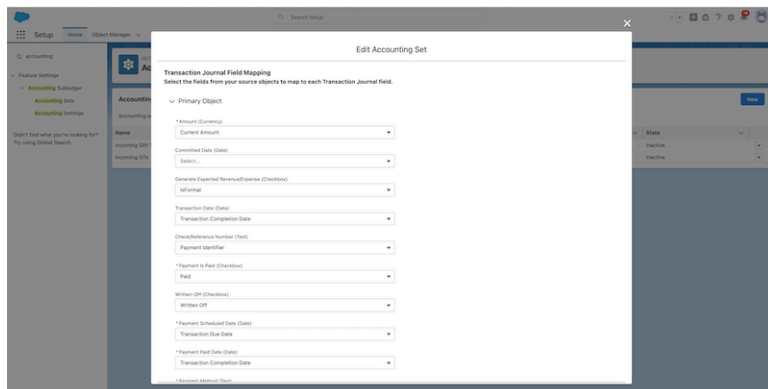 Search Setup
Setup
Home
Object Manager
accounting
Feature Settings
Accounting Subledger
Accounting Sets
Accounting Settings
Didn't find what you're looking for?
Try using Global Search.
New
Name
State
Incoming Gift
Inactive
Incoming GTs
Inactive
Edit Accounting Set
Transaction Journal Field Mapping
Select the fields from your source objects to map to each Transaction Journal field.
Primary Object
* Amount (Currency)
Current Amount
Committed Date (Date)
Select...
Generate Expected Revenue/Expense (Checkbox)
IsFormal
Transaction Date (Date)
Transaction Completion Date
Check/Reference Number (Text)
Payment Identifier
* Payment Is Paid (Checkbox)
Paid
Written-Off (Checkbox)
Written Off
* Payment Scheduled Date (Date)
Transaction Due Date
* Payment Paid Date (Date)
Transaction Completion Date
* Payment Method (Text)